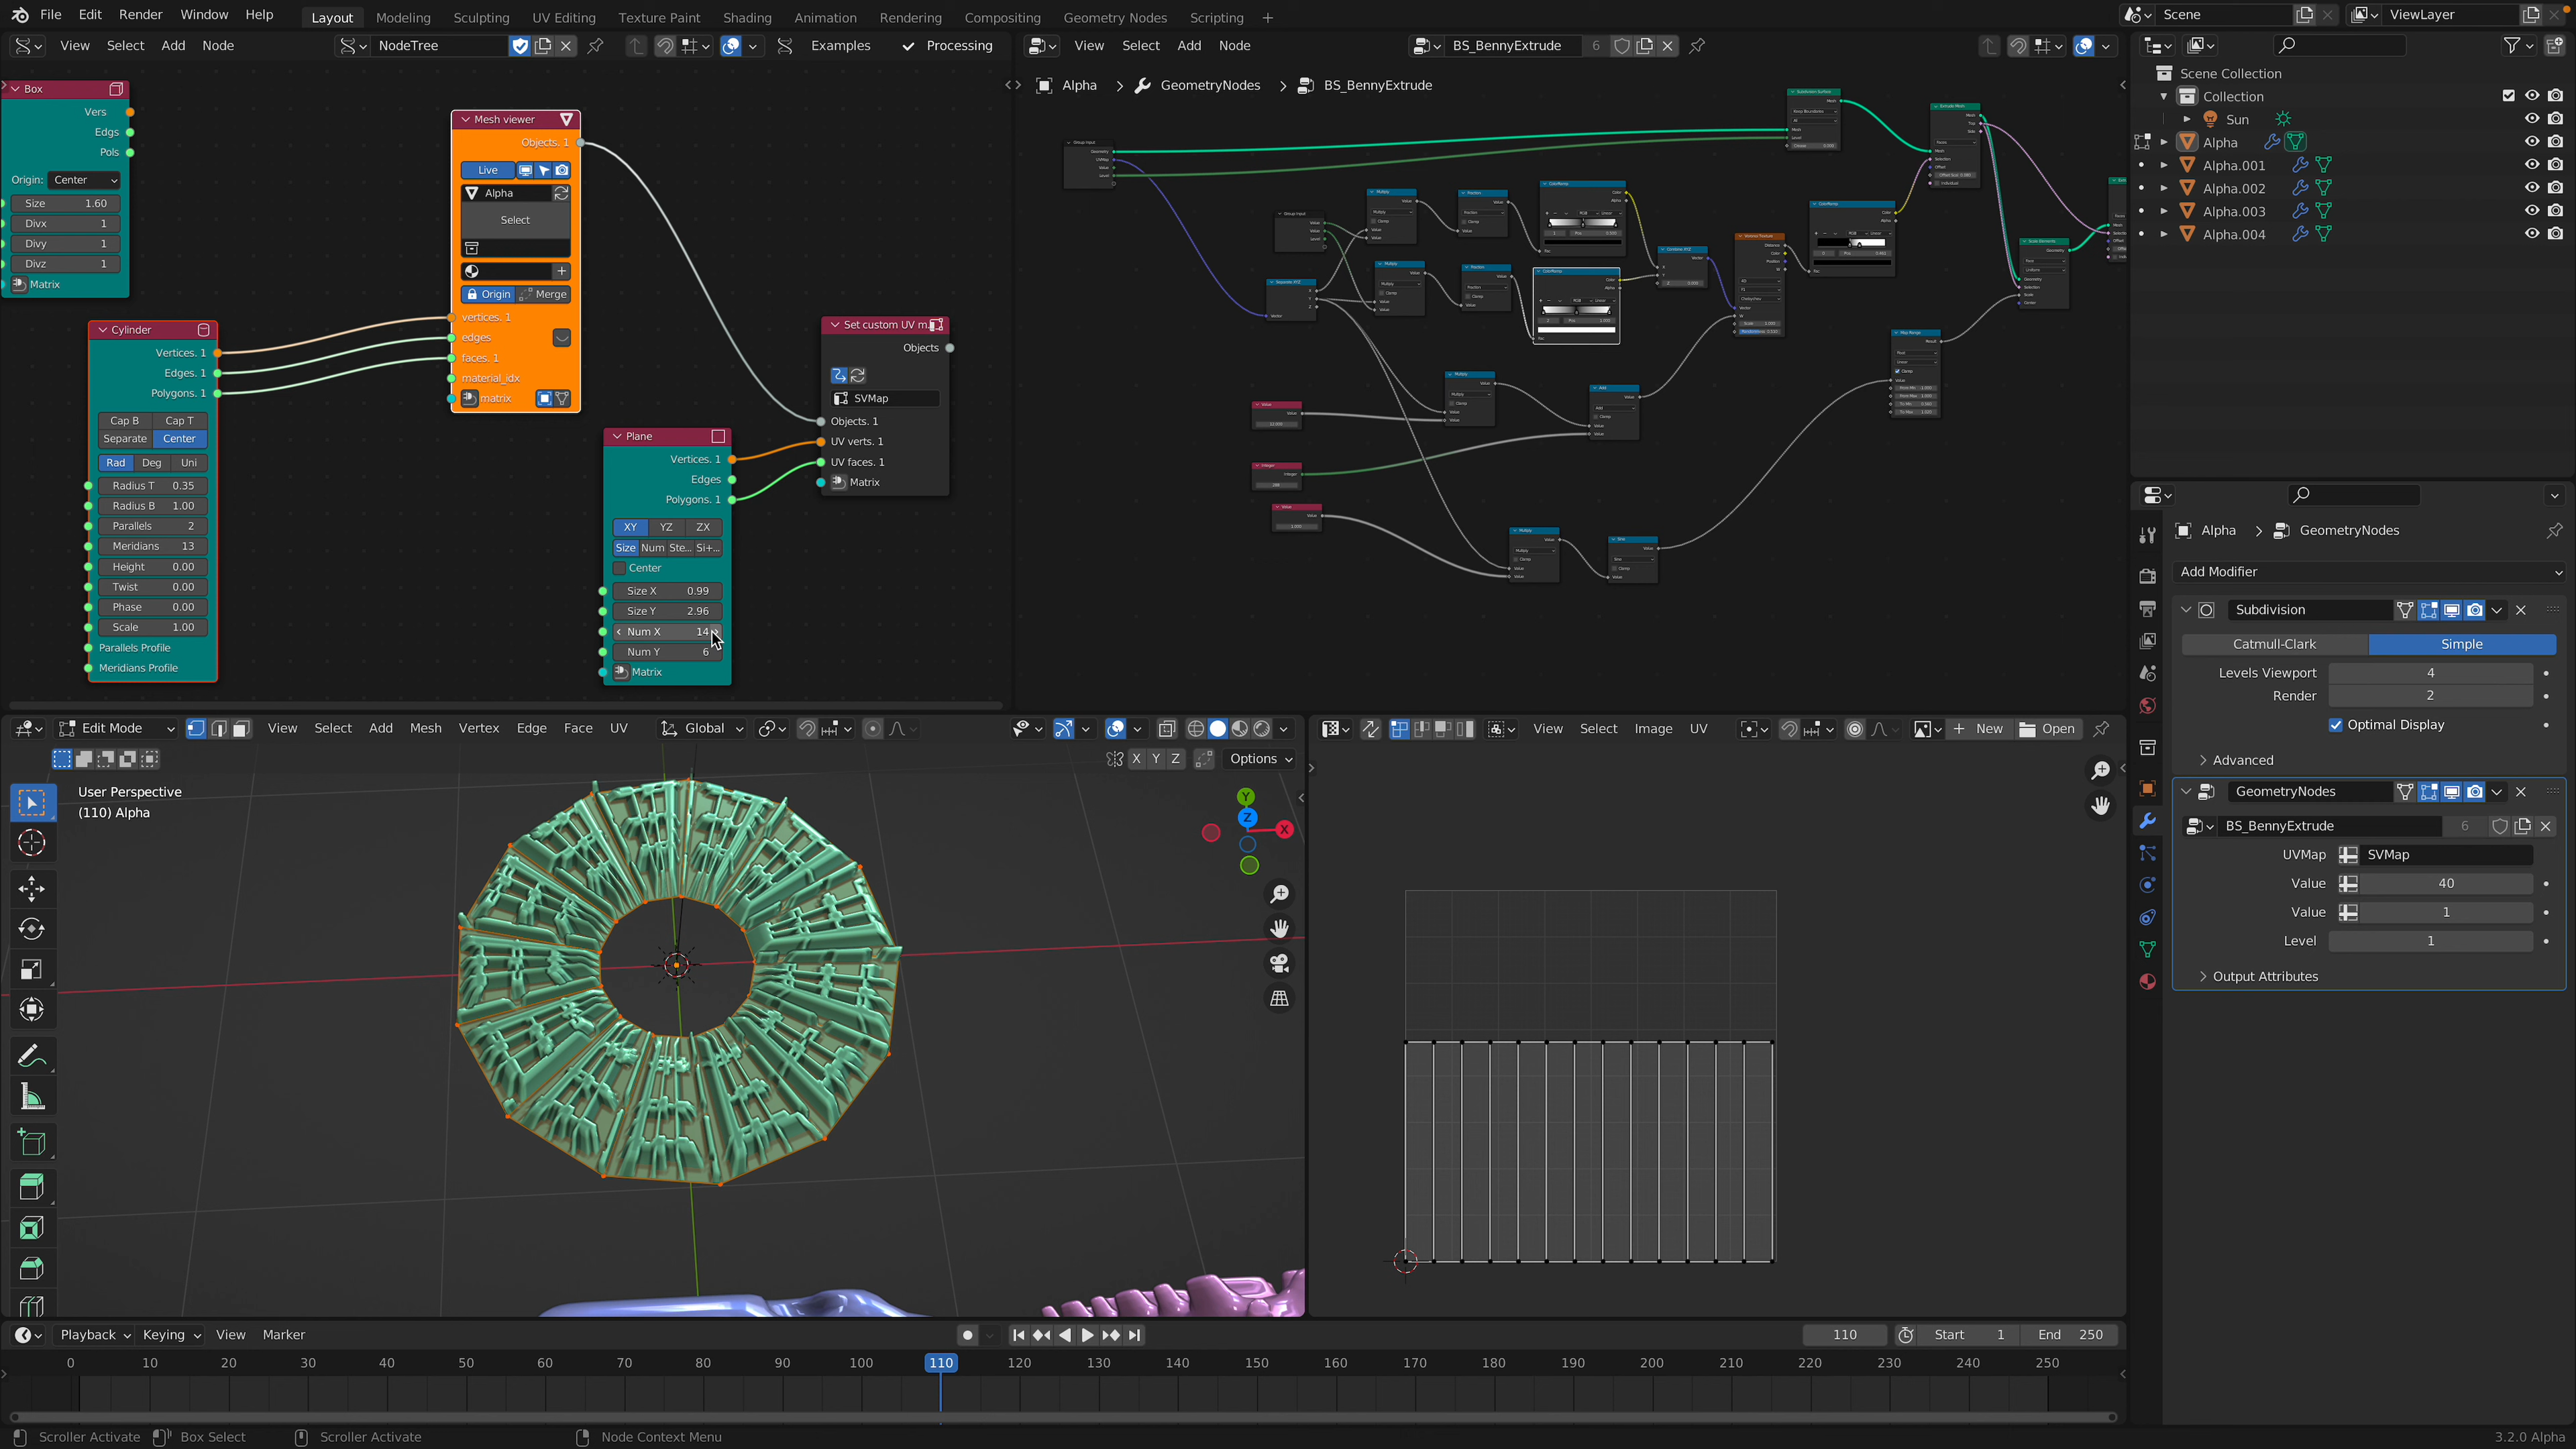 File Edit Render Window Help
Layout Modeling Sculpting UV Editing Texture Paint Shading Animation Rendering Compositing Geometry Nodes Scripting
Scene
ViewLayer
View Select Add Node
NodeTree
Examples
Processing
View Select Add Node
BS_BennyExtrude
6
Alpha
GeometryNodes
BS_BennyExtrude
Box
Vers
Edgs
Pols
Origin: Center
Size 1.60
Divx 1
Divy 1
Divz 1
Matrix
Cylinder
Vertices. 1
Edges. 1
Polygons. 1
Cap B Cap T
Separate Center
Rad Deg Uni
Radius T 0.35
Radius B 1.00
Parallels 2
Meridians 13
Height 0.00
Twist 0.00
Phase 0.00
Scale 1.00
Parallels Profile
Meridians Profile
Mesh viewer
Objects. 1
Live
Alpha
Select
Origin Merge
vertices. 1
edges
faces. 1
material_idx
matrix
Plane
Vertices. 1
Edges
Polygons. 1
XY YZ ZX
Size Num Ste... Si+...
Center
Size X 0.99
Size Y 2.96
Num X 14
Num Y 6
Matrix
Set custom UV m..
Objects
SVMap
Objects. 1
UV verts. 1
UV faces. 1
Matrix
Scene Collection
Collection
Sun
Alpha
Alpha.001
Alpha.002
Alpha.003
Alpha.004
Alpha
GeometryNodes
Add Modifier
Subdivision
Catmull-Clark Simple
Levels Viewport 4
Render 2
Optimal Display
Advanced
GeometryNodes
BS_BennyExtrude 6
UVMap SVMap
Value 40
Value 1
Level 1
Output Attributes
Edit Mode
View Select Add Mesh Vertex Edge Face UV
Global
X Y Z
Options
User Perspective
(110) Alpha
Y
Z
X
View Select Image UV
New
Open
Playback Keying View Marker
110
Start 1
End 250
0 10 20 30 40 50 60 70 80 90 100 110 120 130 140 150 160 170 180 190 200 210 220 230 240 250
Scroller Activate
Box Select
Scroller Activate
Node Context Menu
3.2.0 Alpha